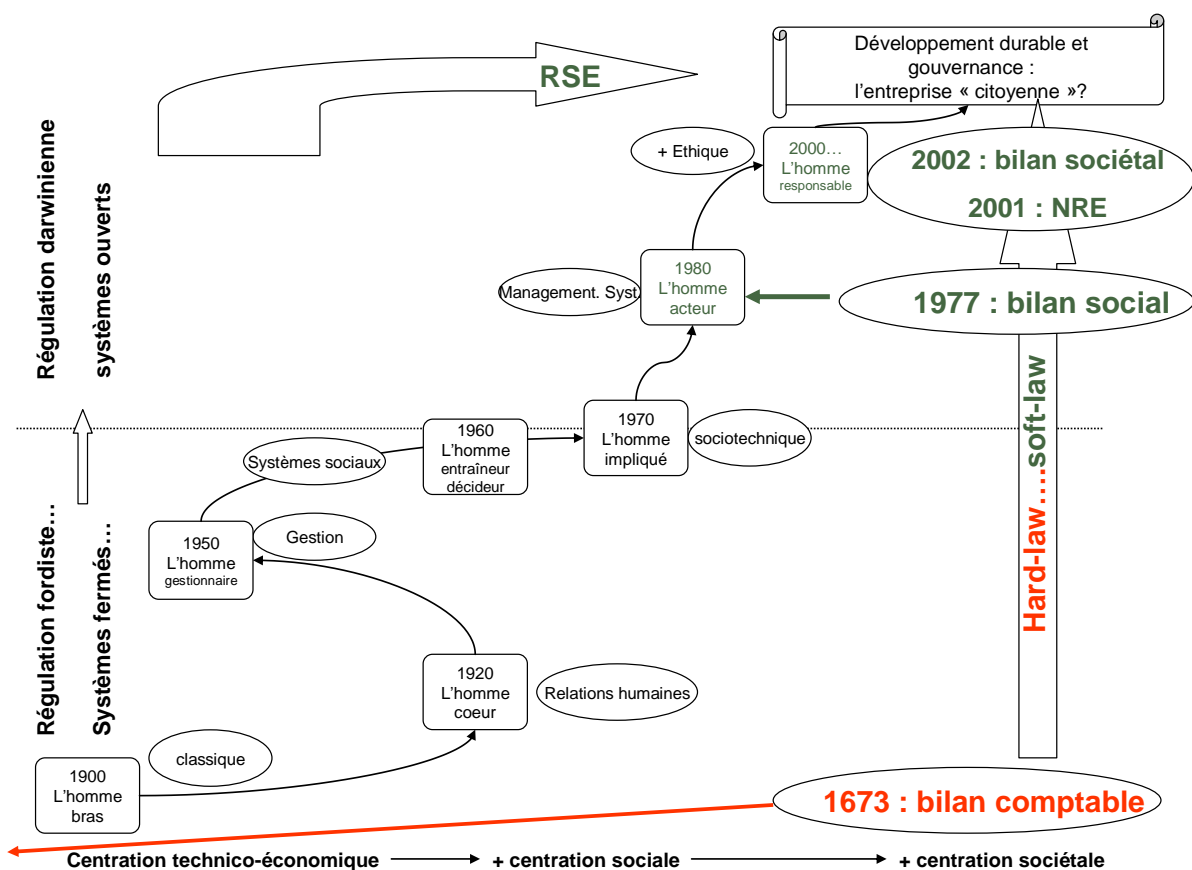 Développement durable et
gouvernance :
l'entreprise « citoyenne »?
RSE
+ Ethique
2000…
L'homme
responsable
2002 : bilan sociétal
2001 : NRE
Régulation darwinienne
systèmes ouverts
Management. Syst.
1980
L'homme
acteur
1977 : bilan social
Hard-law….soft-law
1960
L'homme
entraîneur
décideur
1970
L'homme
impliqué
sociotechnique
Systèmes sociaux
1950
L'homme
gestionnaire
Gestion
Régulation fordiste…
Systèmes fermés…
1920
L'homme
coeur
Relations humaines
classique
1900
L'homme
bras
1673 : bilan comptable
Centration technico-économique
+ centration sociale
+ centration sociétale